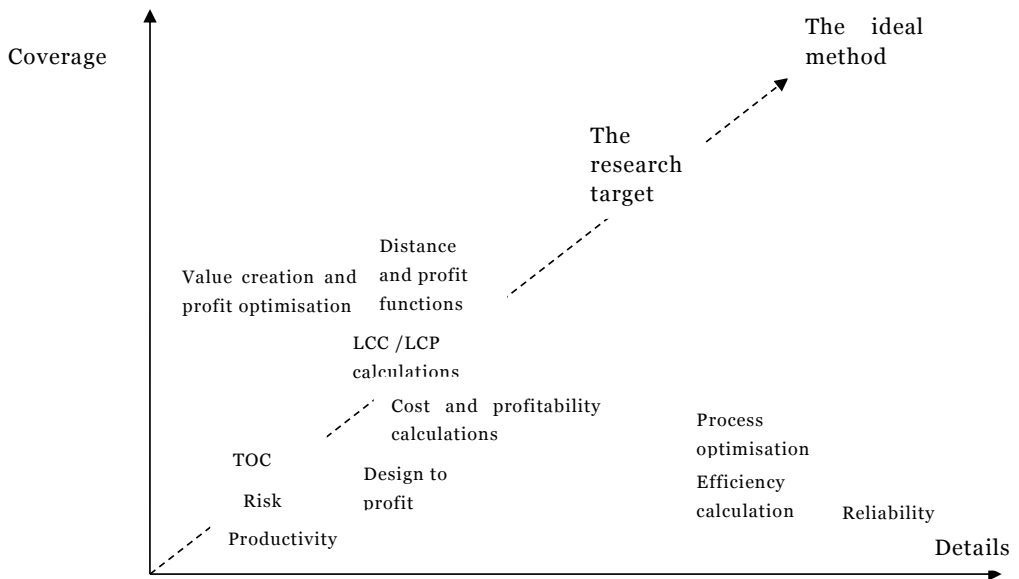 The ideal
method
Coverage
The
research
target
Distance
and profit
functions
Value creation and
profit optimisation
LCC /LCP
calculations
Cost and profitability
calculations
Process
optimisation
TOC
Design to
profit
Efficiency
calculation
Risk
Reliability
Productivity
Details